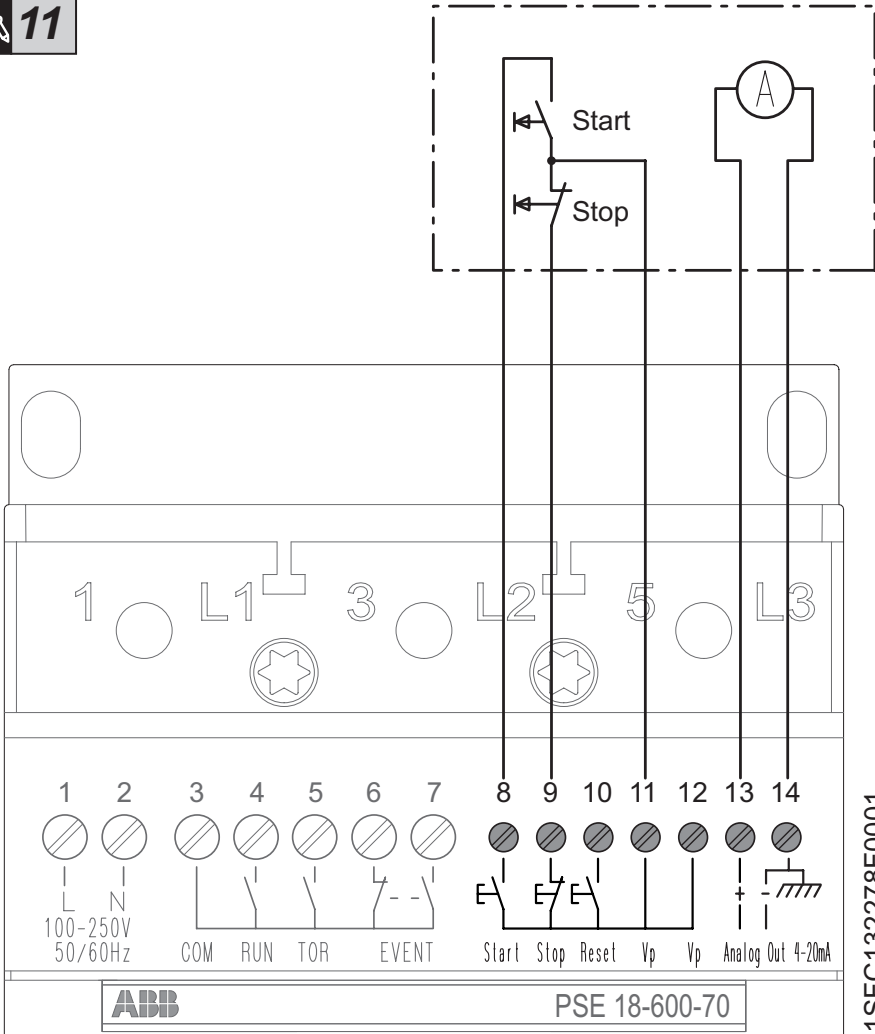 11
A
Start
Stop
1 L1 3 L2 5 L3
1 2 3 4 5 6 7 8 9 10 11 12 13 14
+ -
L N
100-250V
50/60Hz
COM RUN TOR EVENT Start Stop Reset Vp Vp Analog Out 4-20mA
ABB
PSE 18-600-70